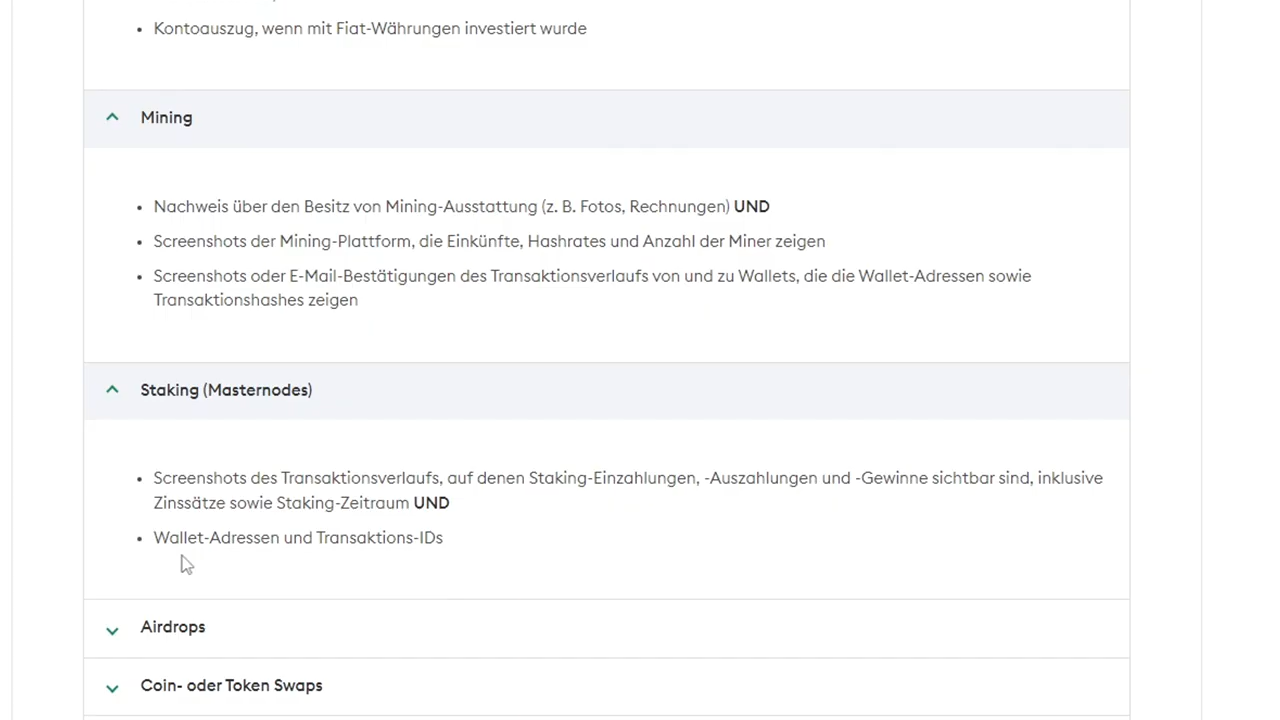 • Kontoauszug, wenn mit Fiat-Währungen investiert wurde
Mining
• Nachweis über den Besitz von Mining-Ausstattung (z. B. Fotos, Rechnungen) UND
• Screenshots der Mining-Plattform, die Einkünfte, Hashrates und Anzahl der Miner zeigen
• Screenshots oder E-Mail-Bestätigungen des Transaktionsverlaufs von und zu Wallets, die die Wallet-Adressen sowie
Transaktionshashes zeigen
Staking (Masternodes)
• Screenshots des Transaktionsverlaufs, auf denen Staking-Einzahlungen, -Auszahlungen und -Gewinne sichtbar sind, inklusive
Zinssätze sowie Staking-Zeitraum UND
• Wallet-Adressen und Transaktions-IDs
Airdrops
Coin- oder Token Swaps